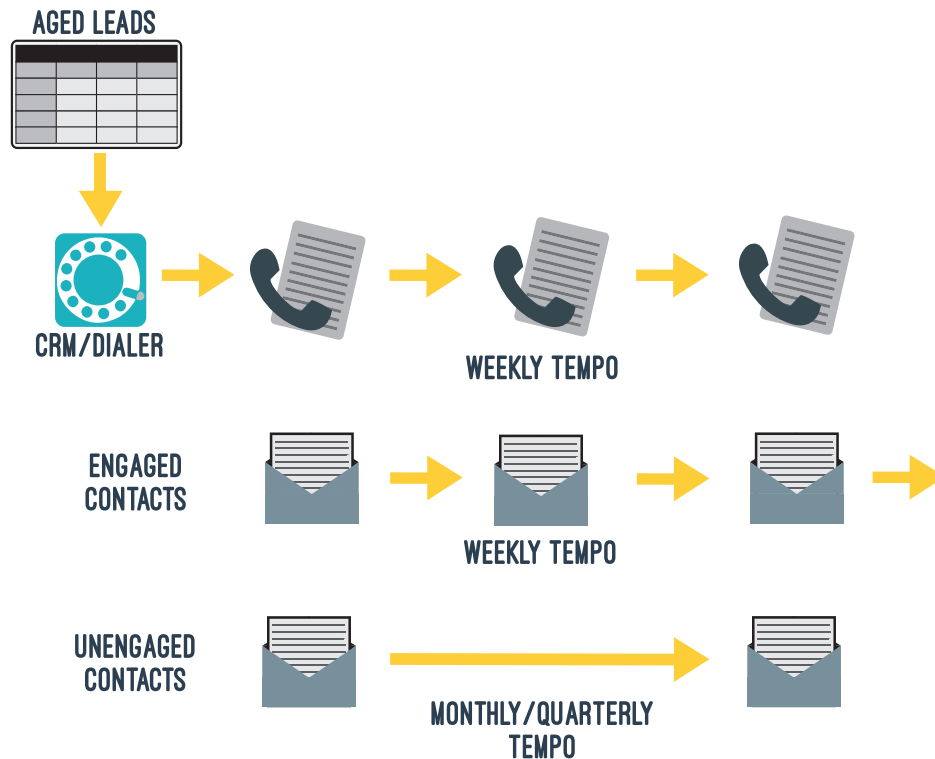 AGED LEADS
CRM/DIALER
WEEKLY TEMPO
ENGAGED
CONTACTS
WEEKLY TEMPO
UNENGAGED
CONTACTS
MONTHLY/QUARTERLY
TEMPO